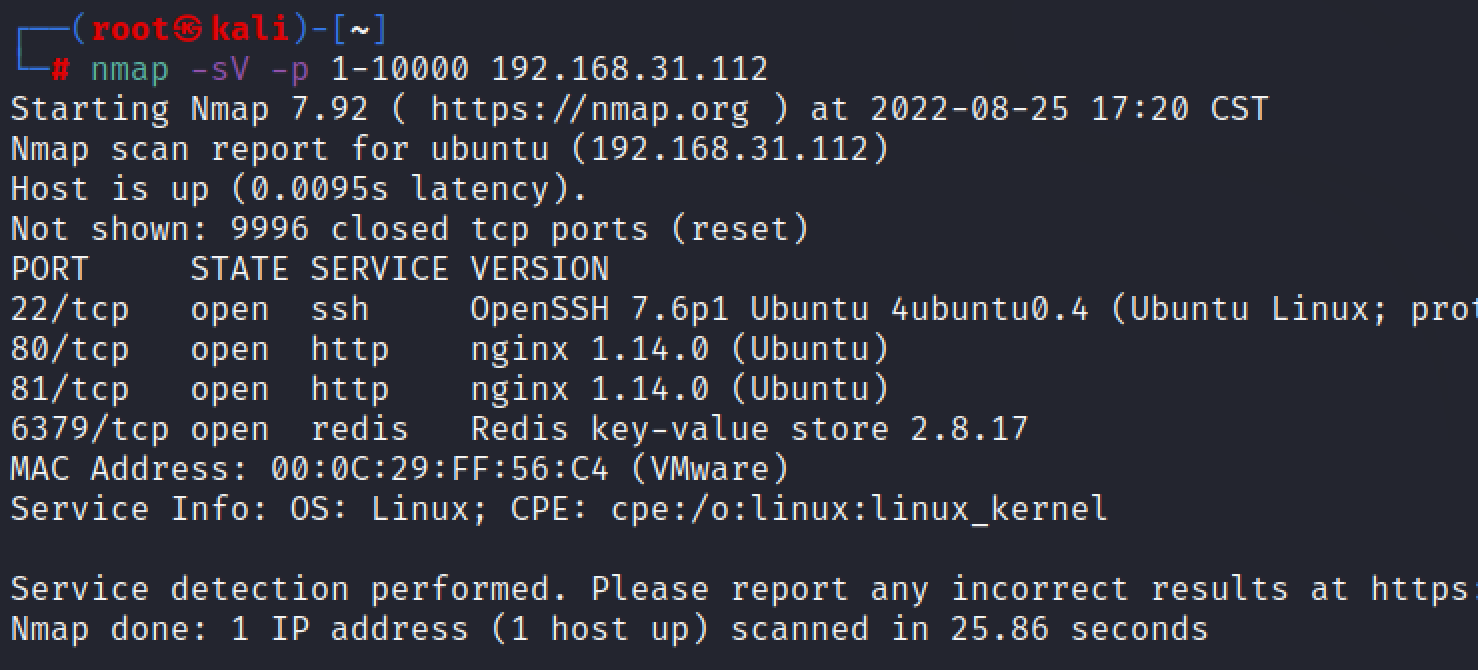 ┌──(root㉿kali)-[~]
└─# nmap -sV -p 1-10000 192.168.31.112
Starting Nmap 7.92 ( https://nmap.org ) at 2022-08-25 17:20 CST
Nmap scan report for ubuntu (192.168.31.112)
Host is up (0.0095s latency).
Not shown: 9996 closed tcp ports (reset)
PORT     STATE SERVICE VERSION
22/tcp   open  ssh     OpenSSH 7.6p1 Ubuntu 4ubuntu0.4 (Ubuntu Linux; prot
80/tcp   open  http    nginx 1.14.0 (Ubuntu)
81/tcp   open  http    nginx 1.14.0 (Ubuntu)
6379/tcp open  redis   Redis key-value store 2.8.17
MAC Address: 00:0C:29:FF:56:C4 (VMware)
Service Info: OS: Linux; CPE: cpe:/o:linux:linux_kernel
Service detection performed. Please report any incorrect results at https:
Nmap done: 1 IP address (1 host up) scanned in 25.86 seconds